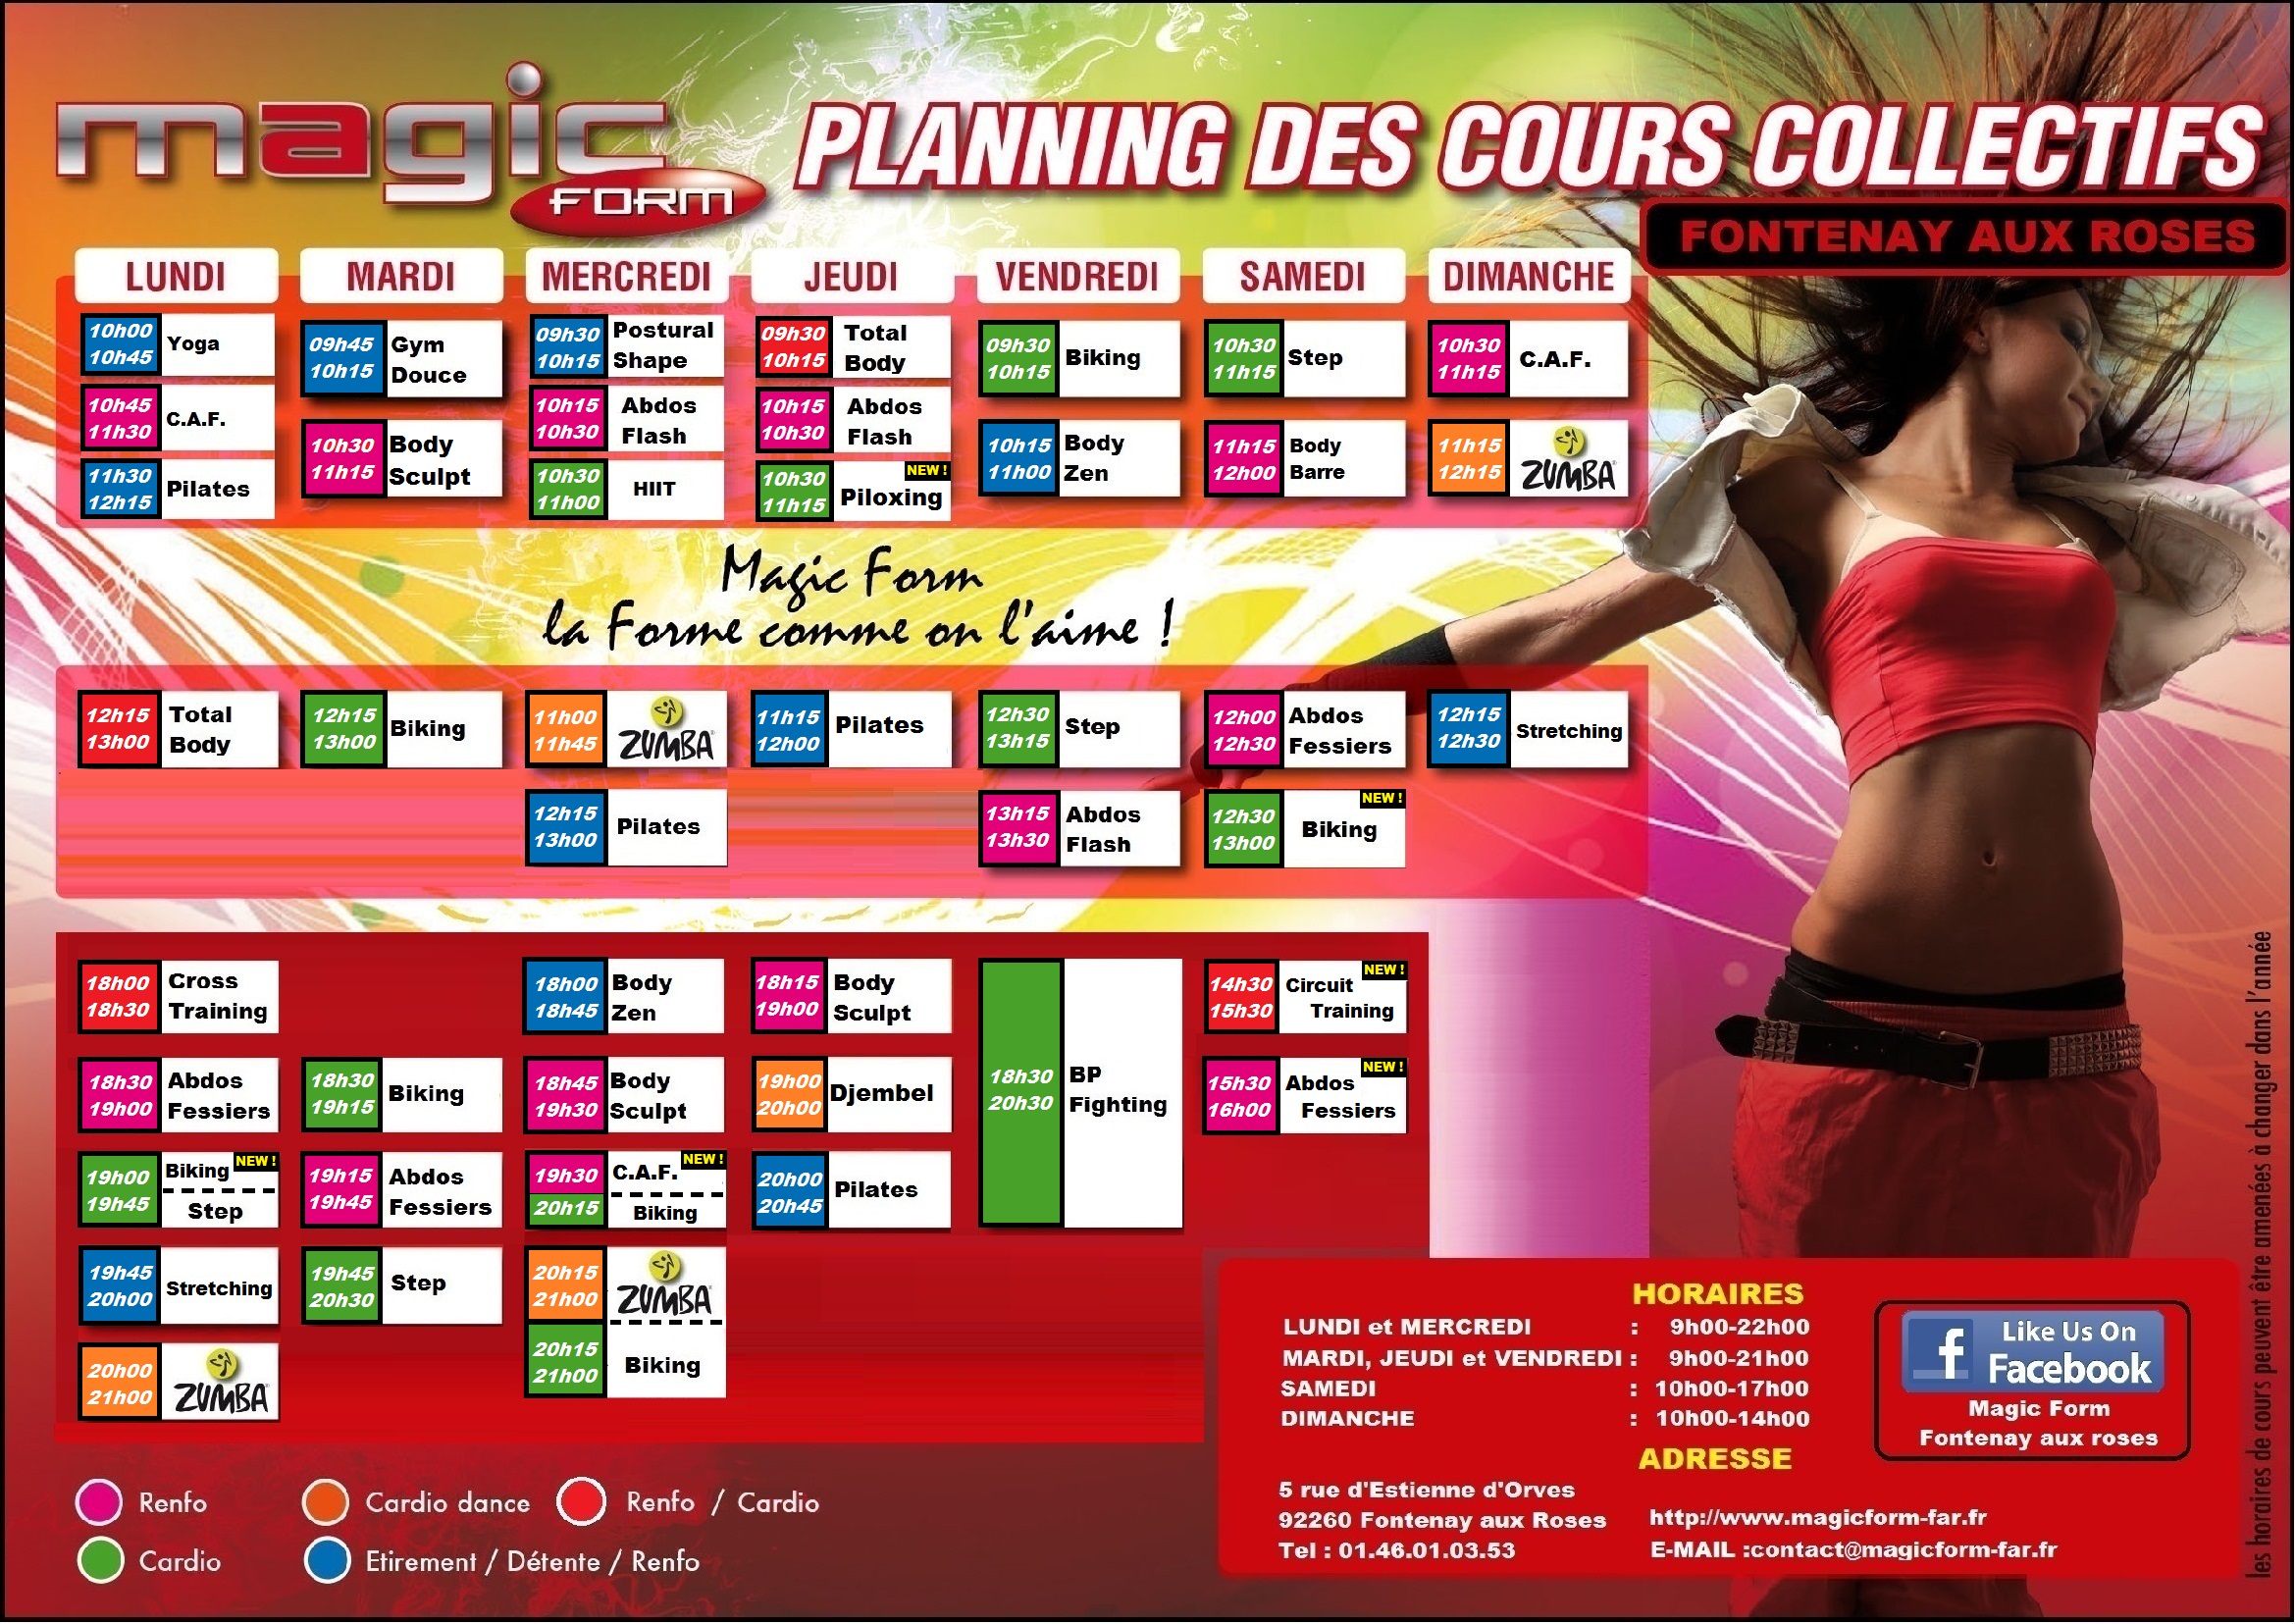 magic
FORM
PLANNING DES COURS COLLECTIFS
FONTENAY AUX ROSES
LUNDI
MARDI
MERCREDI
JEUDI
VENDREDI
SAMEDI
DIMANCHE
10h00
10h45
Yoga
10h45
11h30
C.A.F.
11h30
12h15
Pilates
09h45
10h15
Gym
Douce
10h30
11h15
Body
Sculpt
09h30
10h15
Postural
Shape
10h15
10h30
Abdos
Flash
10h30
11h00
HIIT
09h30
10h15
Total
Body
10h15
10h30
Abdos
Flash
10h30
11h15
NEW !
Piloxing
09h30
10h15
Biking
10h15
11h00
Body
Zen
10h30
11h15
Step
11h15
12h00
Body
Barre
10h30
11h15
C.A.F.
11h15
12h15
ZUMBA
Magic Form
la Forme comme on l'aime !
12h15
13h00
Total
Body
12h15
13h00
Biking
11h00
11h45
ZUMBA
12h15
13h00
Pilates
11h15
12h00
Pilates
12h30
13h15
Step
13h15
13h30
Abdos
Flash
12h00
12h30
Abdos
Fessiers
12h30
13h00
NEW !
Biking
12h15
12h30
Stretching
18h00
18h30
Cross
Training
18h30
19h00
Abdos
Fessiers
19h00
19h45
Biking NEW !
Step
19h45
20h00
Stretching
20h00
21h00
ZUMBA
18h30
19h15
Biking
19h15
19h45
Abdos
Fessiers
19h45
20h30
Step
18h00
18h45
Body
Zen
18h45
19h30
Body
Sculpt
19h30
20h15
C.A.F. NEW !
Biking
20h15
21h00
ZUMBA
20h15
21h00
Biking
18h15
19h00
Body
Sculpt
19h00
20h00
Djembel
20h00
20h45
Pilates
18h30
20h30
BP
Fighting
14h30
15h30
NEW !
Circuit
Training
15h30
16h00
NEW !
Abdos
Fessiers
Renfo
Cardio dance
Renfo / Cardio
Cardio
Etirement / Détente / Renfo
HORAIRES
LUNDI et MERCREDI : 9h00-22h00
MARDI, JEUDI et VENDREDI : 9h00-21h00
SAMEDI : 10h00-17h00
DIMANCHE : 10h00-14h00
ADRESSE
5 rue d'Estienne d'Orves
92260 Fontenay aux Roses
Tel : 01.46.01.03.53
http://www.magicform-far.fr
E-MAIL :contact@magicform-far.fr
f
Like Us On
Facebook
Magic Form
Fontenay aux roses
les horaires de cours peuvent être amenées à changer dans l'année